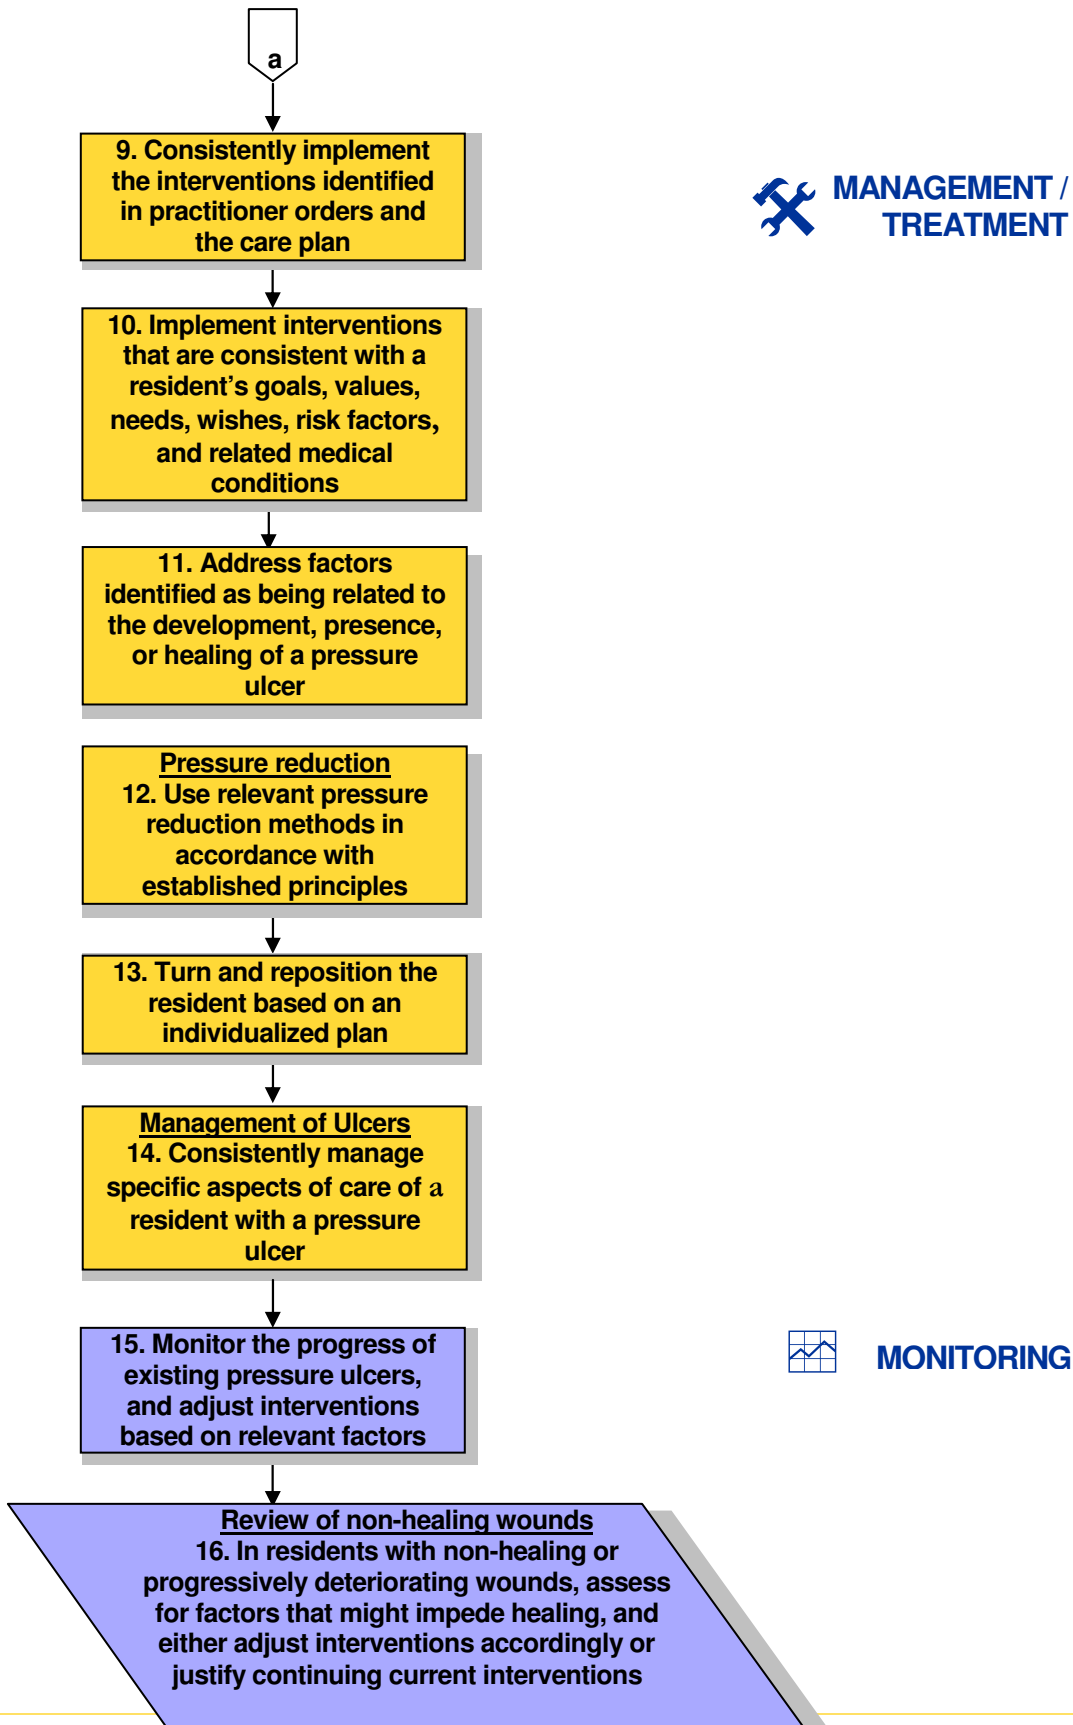 a
9. Consistently implement
the interventions identified
in practitioner orders and
the care plan
MANAGEMENT /
TREATMENT
10. Implement interventions
that are consistent with a
resident’s goals, values,
needs, wishes, risk factors,
and related medical
conditions
11. Address factors
identified as being related to
the development, presence,
or healing of a pressure
ulcer
Pressure reduction
12. Use relevant pressure
reduction methods in
accordance with
established principles
13. Turn and reposition the
resident based on an
individualized plan
Management of Ulcers
14. Consistently manage
specific aspects of care of a
resident with a pressure
ulcer
15. Monitor the progress of
existing pressure ulcers,
and adjust interventions
based on relevant factors
MONITORING
Review of non-healing wounds
16. In residents with non-healing or
progressively deteriorating wounds, assess
for factors that might impede healing, and
either adjust interventions accordingly or
justify continuing current interventions